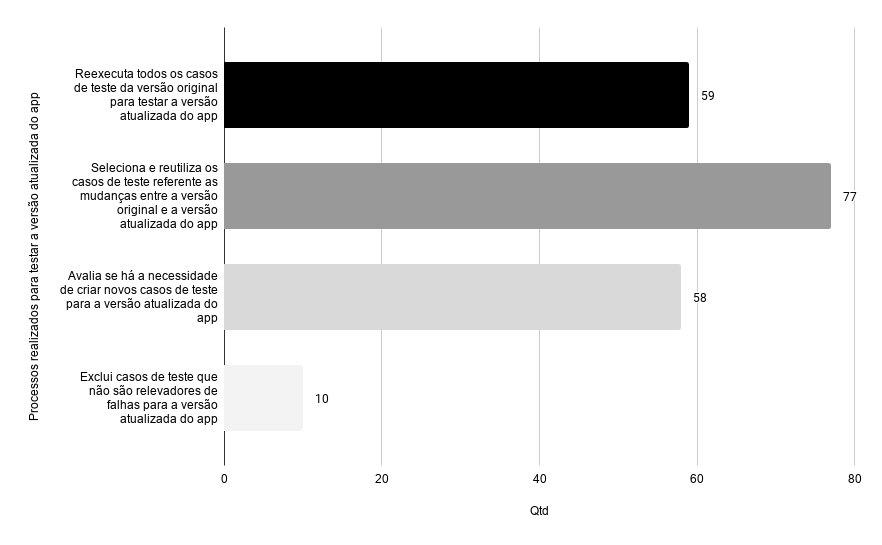 Processos realizados para testar a versão atualizada do app
Reexecuta todos os casos
de teste da versão original
para testar a versão
atualizada do app
59
Seleciona e reutiliza os
casos de teste referente as
mudanças entre a versão
original e a versão
atualizada do app
77
Avalia se há a necessidade
de criar novos casos de teste
para a versão atualizada do
app
58
Exclui casos de teste que
não são relevadores de
falhas para a versão
atualizada do app
10
0 20 40 60 80
Qtd